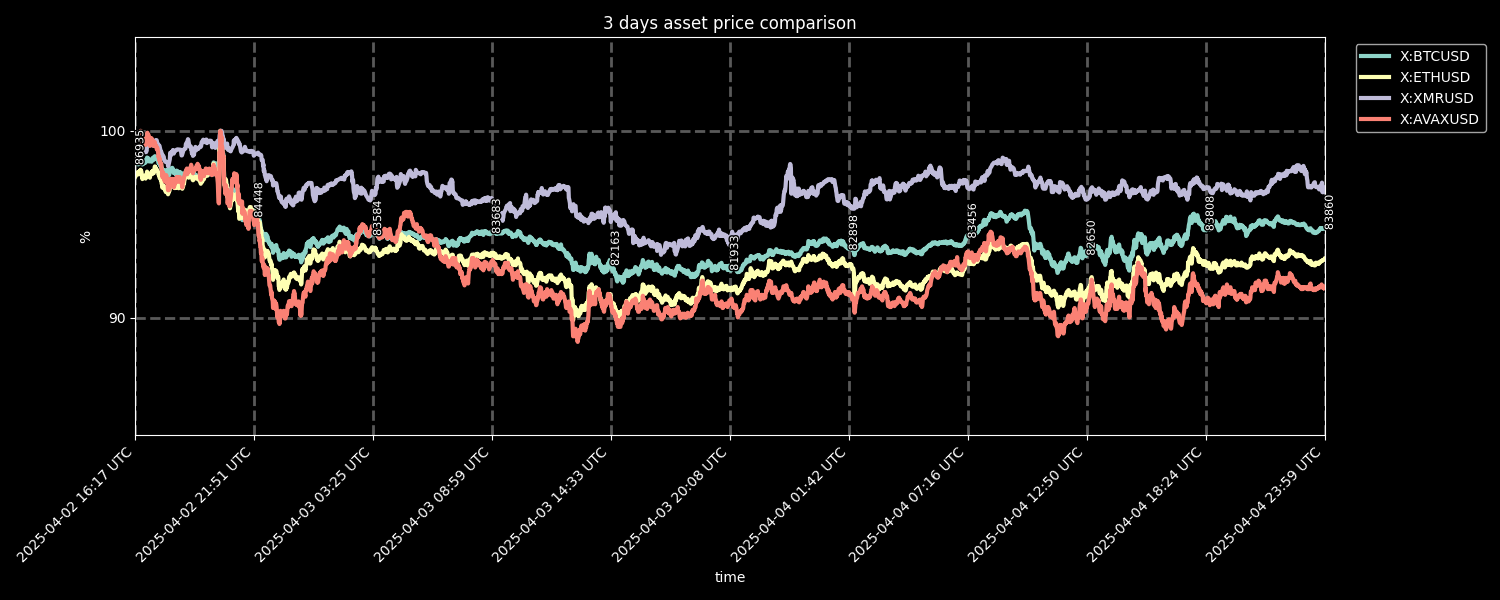 3 days asset price comparison
X:BTCUSD
X:ETHUSD
X:XMRUSD
X:AVAXUSD
100
90
%
86935
84448
83584
83683
82163
81933
82898
83456
82650
83808
83860
2025-04-02 16:17 UTC
2025-04-02 21:51 UTC
2025-04-03 03:25 UTC
2025-04-03 08:59 UTC
2025-04-03 14:33 UTC
2025-04-03 20:08 UTC
2025-04-04 01:42 UTC
2025-04-04 07:16 UTC
2025-04-04 12:50 UTC
2025-04-04 18:24 UTC
2025-04-04 23:59 UTC
time